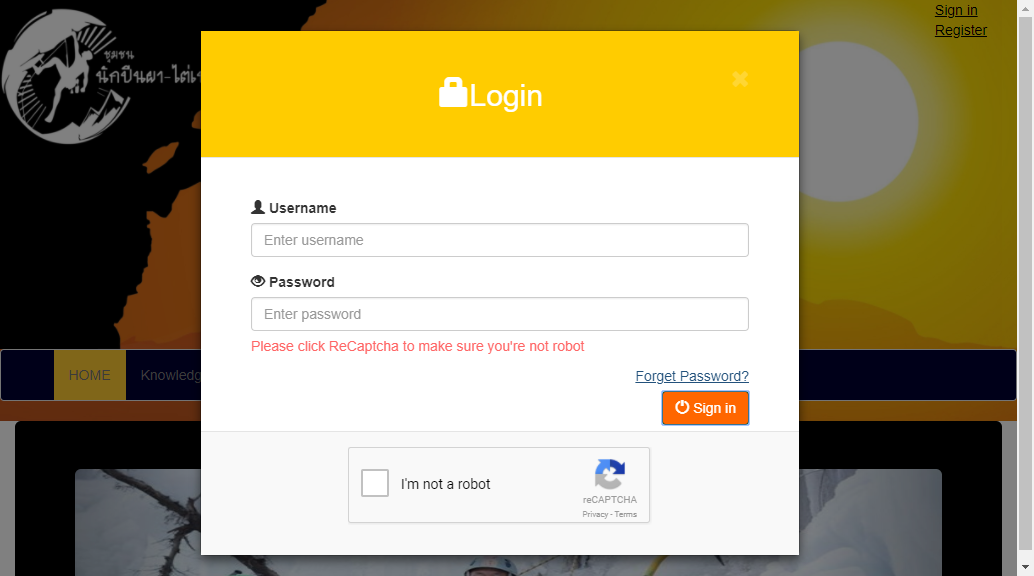 Sign in
Register
ชุมชน
นักปีนผา-ไต่เ
Login
Username
Enter username
Password
Enter password
Please click ReCaptcha to make sure you're not robot
HOME
Knowledg
Forget Password?
Sign in
I'm not a robot
reCAPTCHA
Privacy - Terms